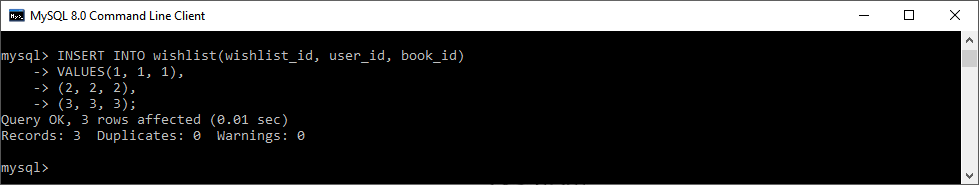 MySQL 8.0 Command Line Client
mysql> INSERT INTO wishlist(wishlist_id, user_id, book_id)
    -> VALUES(1, 1, 1),
    -> (2, 2, 2),
    -> (3, 3, 3);
Query OK, 3 rows affected (0.01 sec)
Records: 3  Duplicates: 0  Warnings: 0
mysql>